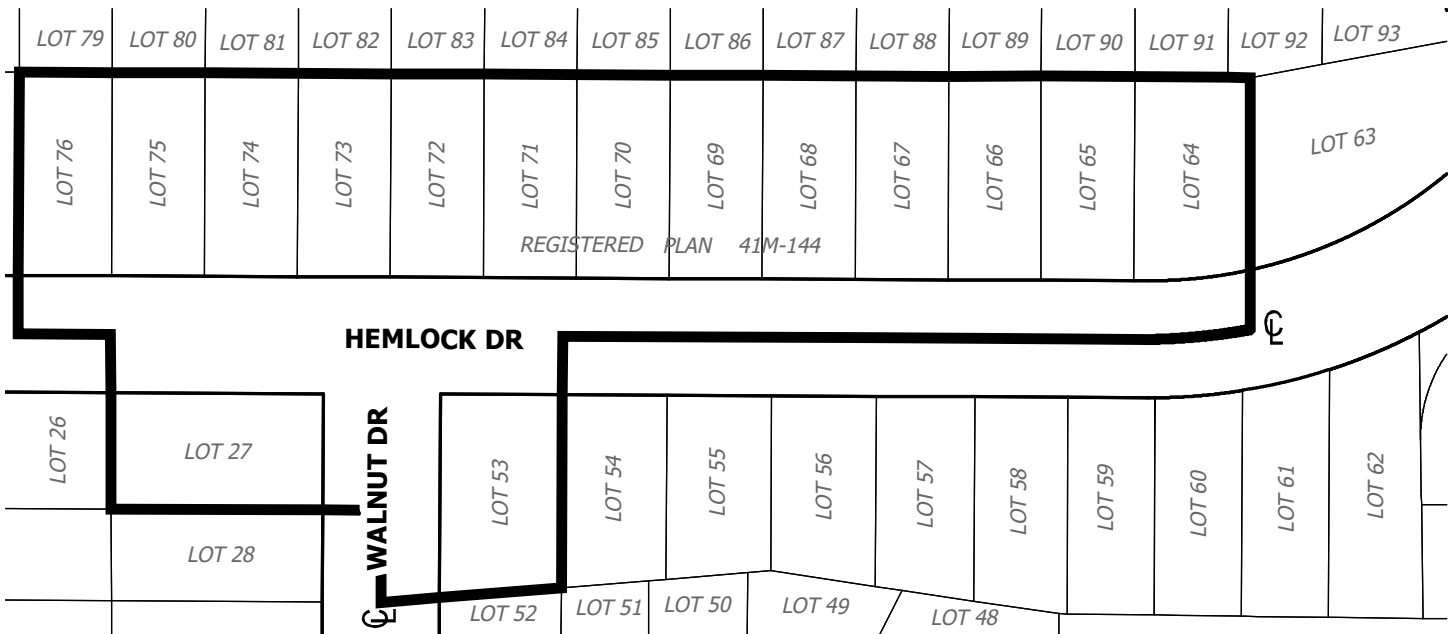 LOT 79 LOT 80 LOT 81 LOT 82 LOT 83 LOT 84 LOT 85 LOT 86 LOT 87 LOT 88 LOT 89 LOT 90 LOT 91 LOT 92 LOT 93
LOT 76 LOT 75 LOT 74 LOT 73 LOT 72 LOT 71 LOT 70 LOT 69 LOT 68 LOT 67 LOT 66 LOT 65 LOT 64 LOT 63
REGISTERED PLAN 41M-144
HEMLOCK DR
CL
WALNUT DR
LOT 26 LOT 27 LOT 53 LOT 54 LOT 55 LOT 56 LOT 57 LOT 58 LOT 59 LOT 60 LOT 61 LOT 62
LOT 28
CL
LOT 52 LOT 51 LOT 50 LOT 49 LOT 48